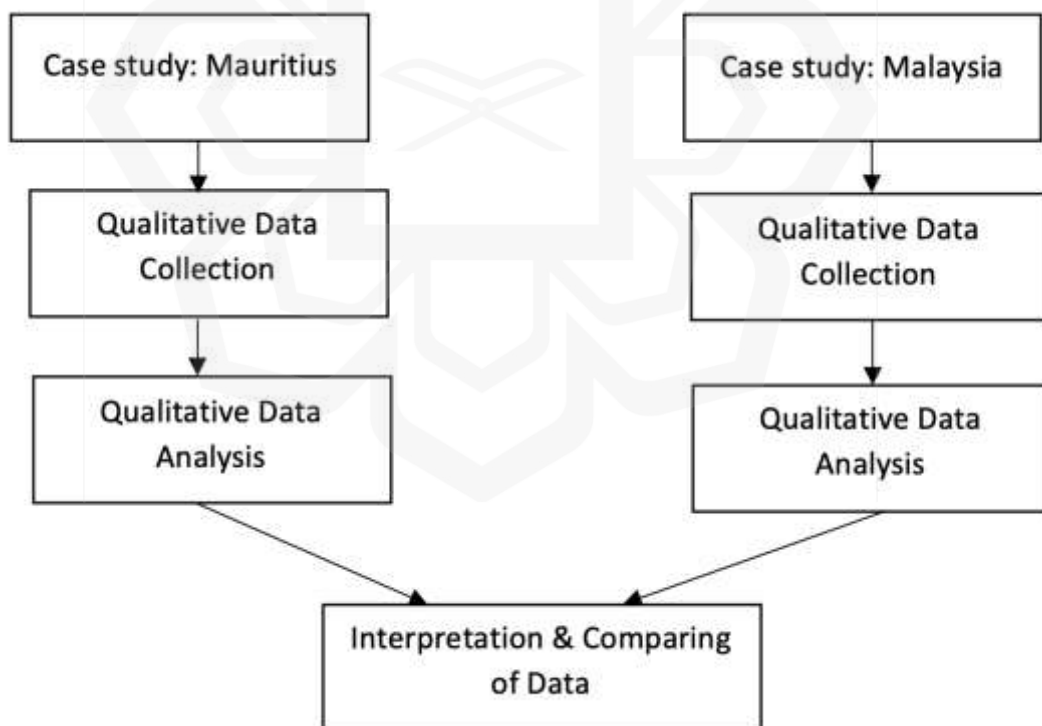 Case study: Mauritius
Case study: Malaysia
Qualitative Data
Collection
Qualitative Data
Collection
Qualitative Data
Analysis
Qualitative Data
Analysis
Interpretation & Comparing
of Data